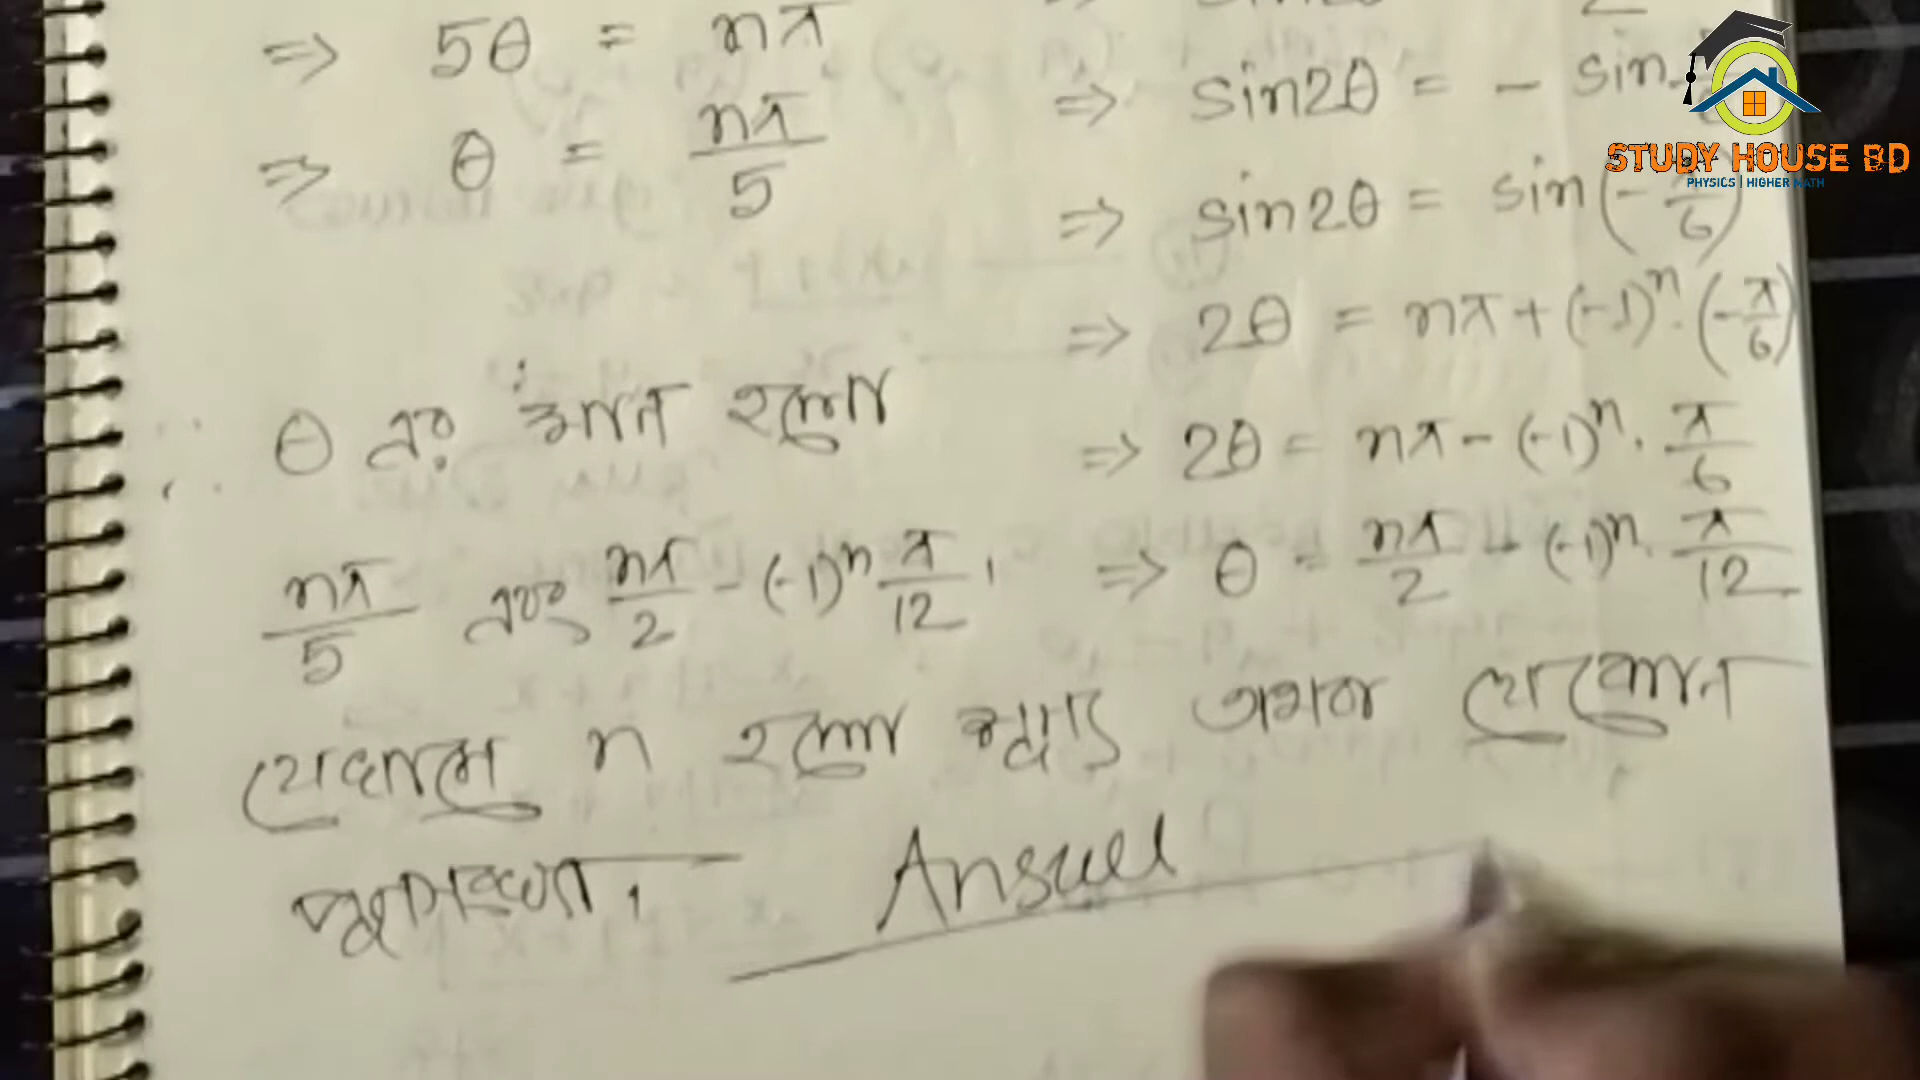 ⇒ 5θ = nπ
⇒ θ = nπ/5
⇒ sin2θ = - sin
⇒ sin2θ = sin(-π/6)
⇒ 2θ = nπ + (-1)ⁿ.(-π/6)
⇒ 2θ = nπ - (-1)ⁿ. π/6
⇒ θ = nπ/2 - (-1)ⁿ. π/12
∴ θ এর মান হলো
nπ/5 এবং nπ/2 - (-1)ⁿ π/12 ।
যেখানে n হলো শূন্য অথবা যেকোন
পূর্ণসংখ্যা ।
Answer
STUDY HOUSE BD
PHYSICS | HIGHER MATH